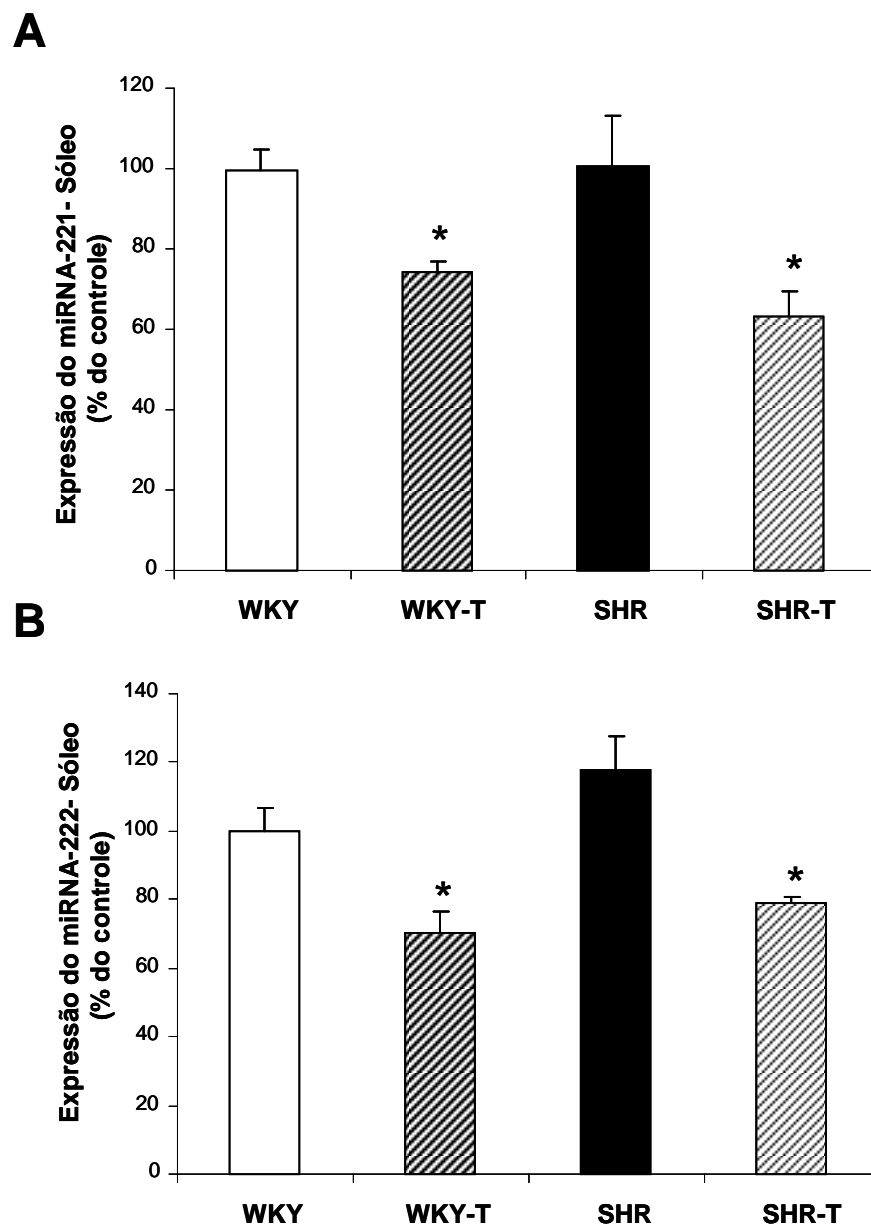 A
Expressão do miRNA-221- Sóleo
(% do controle)
120
100
80
60
40
20
0
*
*
WKY
WKY-T
SHR
SHR-T
B
Expressão do miRNA-222- Sóleo
(% do controle)
140
120
100
80
60
40
20
0
*
*
WKY
WKY-T
SHR
SHR-T